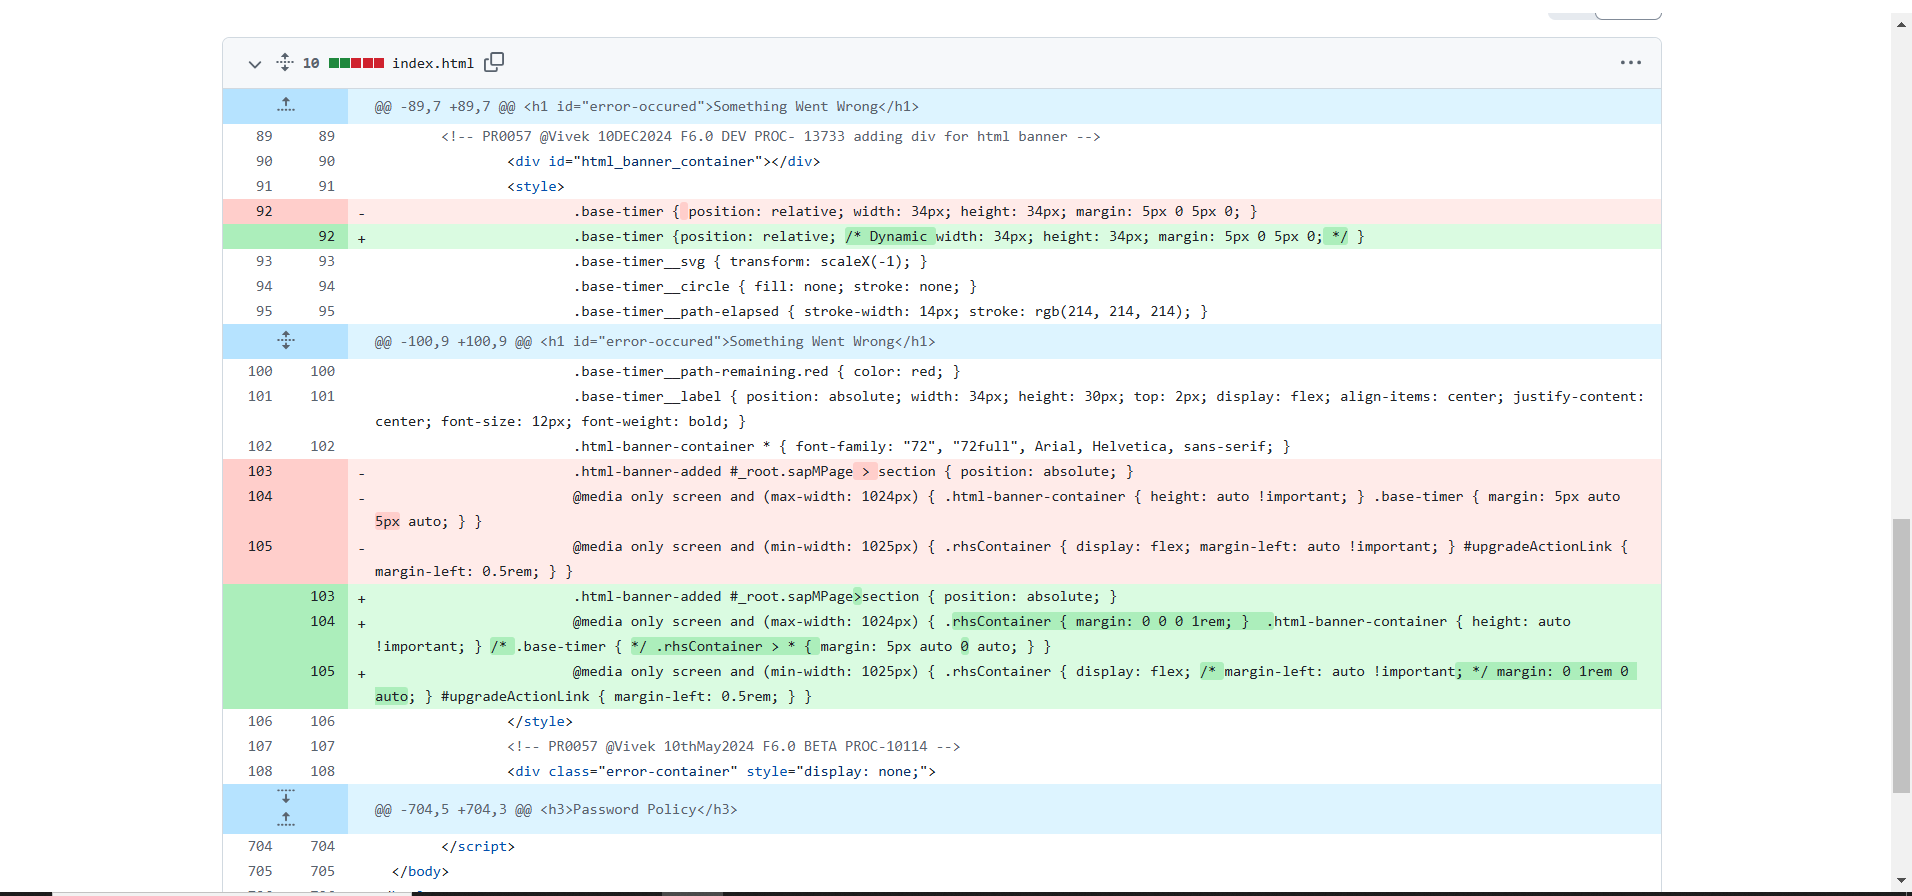 10 index.html
@@ -89,7 +89,7 @@ <h1 id="error-occured">Something Went Wrong</h1>
89 89 <!-- PR0057 @Vivek 10DEC2024 F6.0 DEV PROC- 13733 adding div for html banner -->
90 90 <div id="html_banner_container"></div>
91 91 <style>
92 - .base-timer { position: relative; width: 34px; height: 34px; margin: 5px 0 5px 0; }
92 + .base-timer {position: relative; /* Dynamic width: 34px; height: 34px; margin: 5px 0 5px 0; */ }
93 93 .base-timer__svg { transform: scaleX(-1); }
94 94 .base-timer__circle { fill: none; stroke: none; }
95 95 .base-timer__path-elapsed { stroke-width: 14px; stroke: rgb(214, 214, 214); }
@@ -100,9 +100,9 @@ <h1 id="error-occured">Something Went Wrong</h1>
100 100 .base-timer__path-remaining.red { color: red; }
101 101 .base-timer__label { position: absolute; width: 34px; height: 30px; top: 2px; display: flex; align-items: center; justify-content:
center; font-size: 12px; font-weight: bold; }
102 102 .html-banner-container * { font-family: "72", "72full", Arial, Helvetica, sans-serif; }
103 - .html-banner-added #_root.sapMPage > section { position: absolute; }
104 - @media only screen and (max-width: 1024px) { .html-banner-container { height: auto !important; } .base-timer { margin: 5px auto
5px auto; } }
105 - @media only screen and (min-width: 1025px) { .rhsContainer { display: flex; margin-left: auto !important; } #upgradeActionLink {
margin-left: 0.5rem; } }
103 + .html-banner-added #_root.sapMPage>section { position: absolute; }
104 + @media only screen and (max-width: 1024px) { .rhsContainer { margin: 0 0 0 1rem; }  .html-banner-container { height: auto
!important; } /* .base-timer { */ .rhsContainer > * { margin: 5px auto 0 auto; } }
105 + @media only screen and (min-width: 1025px) { .rhsContainer { display: flex; /* margin-left: auto !important; */ margin: 0 1rem 0
auto; } #upgradeActionLink { margin-left: 0.5rem; } }
106 106 </style>
107 107 <!-- PR0057 @Vivek 10thMay2024 F6.0 BETA PROC-10114 -->
108 108 <div class="error-container" style="display: none;">
@@ -704,5 +704,3 @@ <h3>Password Policy</h3>
704 704 </script>
705 705 </body>